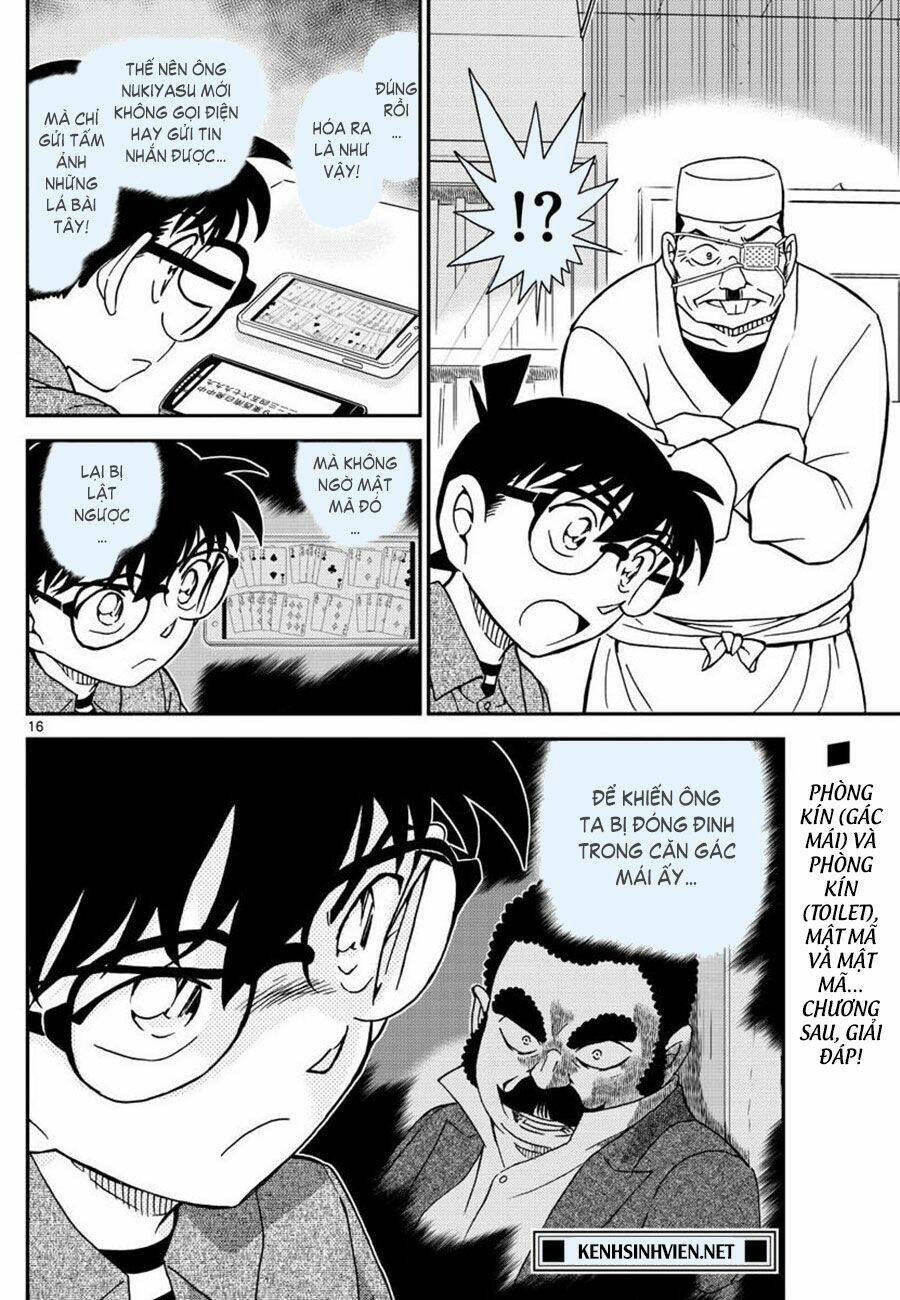 !?
ĐÚNG
RỒI
...
HÓA RA
LÀ NHƯ
VẬY!
THẾ NÊN ÔNG
NUKIYASU MỚI
KHÔNG GỌI ĐIỆN
HAY GỬI TIN
NHẮN ĐƯỢC...
MÀ CHỈ
GỬI TẤM
ẢNH
NHỮNG
LÁ BÀI
TÂY!
MÀ KHÔNG
NGỜ MẬT
MÃ ĐÓ
...
LẠI BỊ
LẬT
NGƯỢC
...
16
ĐỂ KHIẾN ÔNG
TA BỊ ĐÓNG ĐINH
TRONG CĂN GÁC
MÁI ẤY...
PHÒNG
KÍN (GÁC
MÁI) VÀ
PHÒNG
KÍN
(TOILET),
MẬT MÃ
VÀ MẬT
MÃ...
CHƯƠNG
SAU, GIẢI
ĐÁP!
KENHSINHVIEN.NET